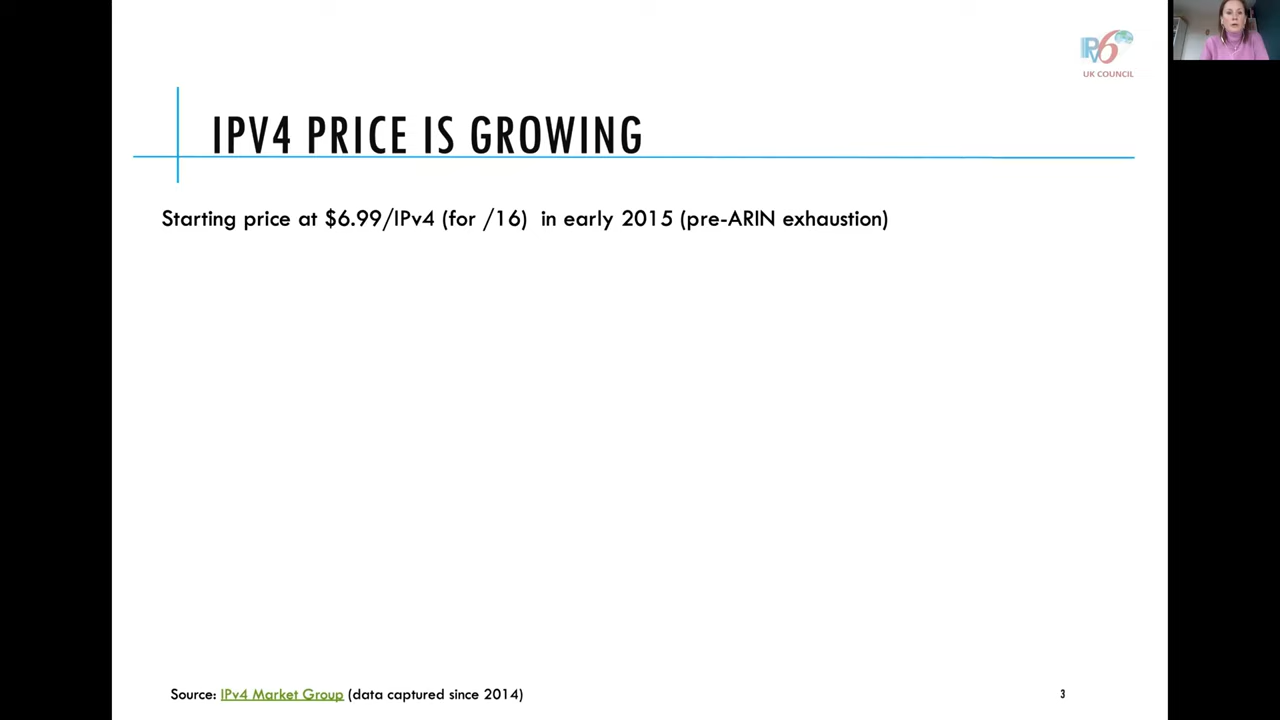 IPV6
UK COUNCIL
IPV4 PRICE IS GROWING
Starting price at $6.99/IPv4 (for /16) in early 2015 (pre-ARIN exhaustion)
Source: IPv4 Market Group (data captured since 2014)
3